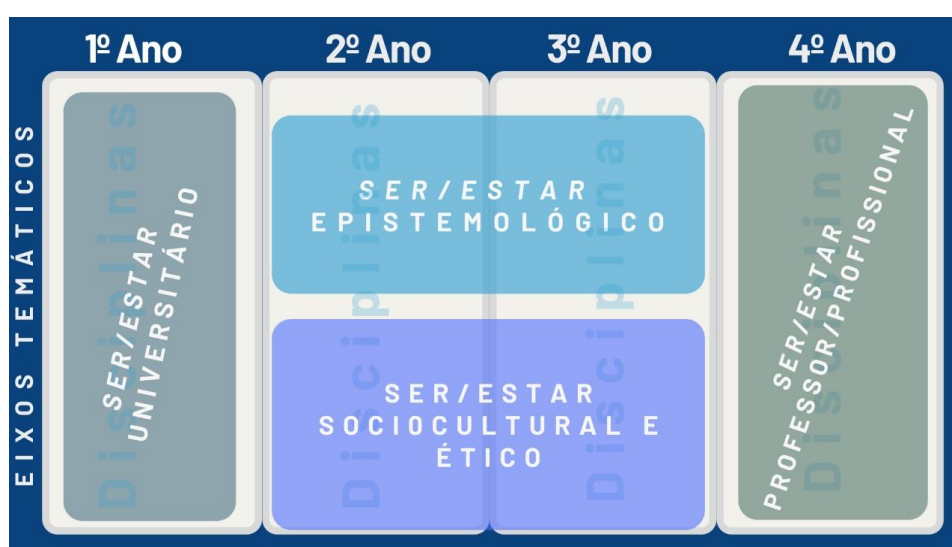 1º Ano
2º Ano
3º Ano
4º Ano
EIXOS TEMÁTICOS
Disciplinas
SER/ESTAR
UNIVERSITÁRIO
Disciplinas
Disciplinas
SER/ESTAR
EPISTEMOLÓGICO
SER/ESTAR
SOCIOCULTURAL E
ÉTICO
Disciplinas
SER/ESTAR
PROFESSOR/PROFISSIONAL